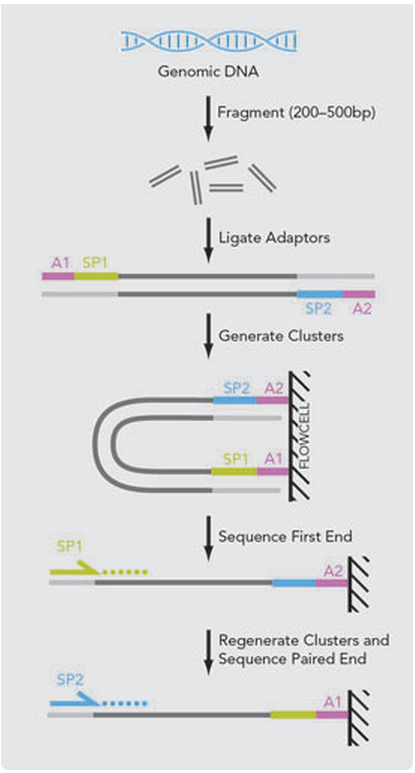 Genomic DNA
Fragment (200–500bp)
Ligate Adaptors
A1 SP1
SP2 A2
Generate Clusters
SP2 A2
FLOWCELL
SP1 A1
Sequence First End
SP1
A2
Regenerate Clusters and
Sequence Paired End
SP2
A1